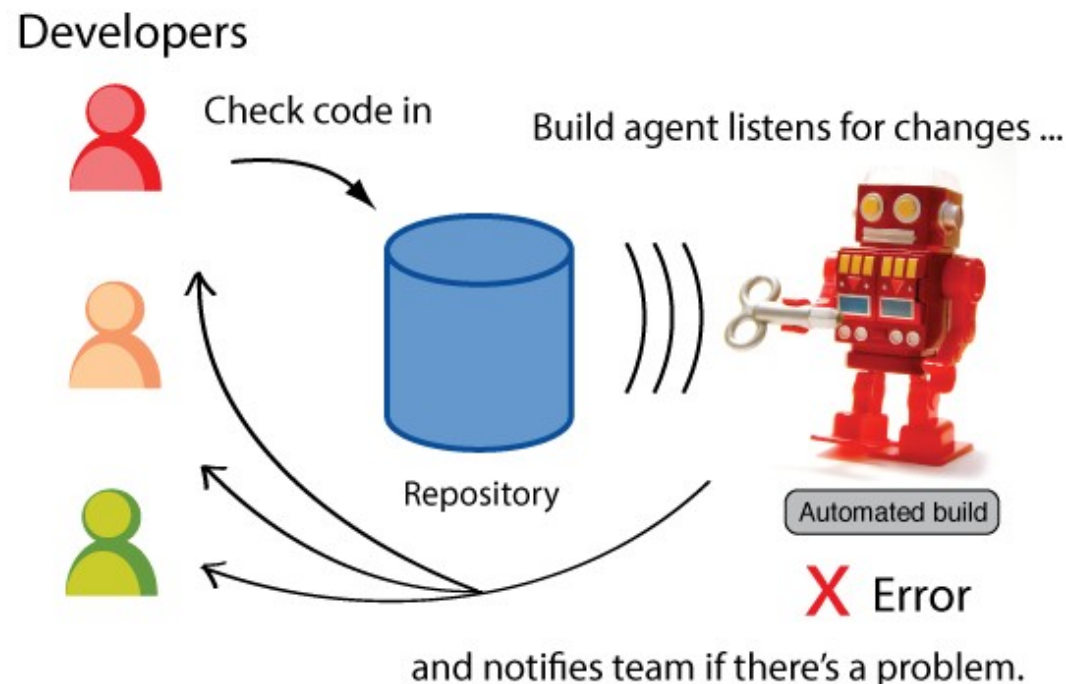 Developers
Check code in
Build agent listens for changes ...
Repository
Automated build
X Error
and notifies team if there's a problem.